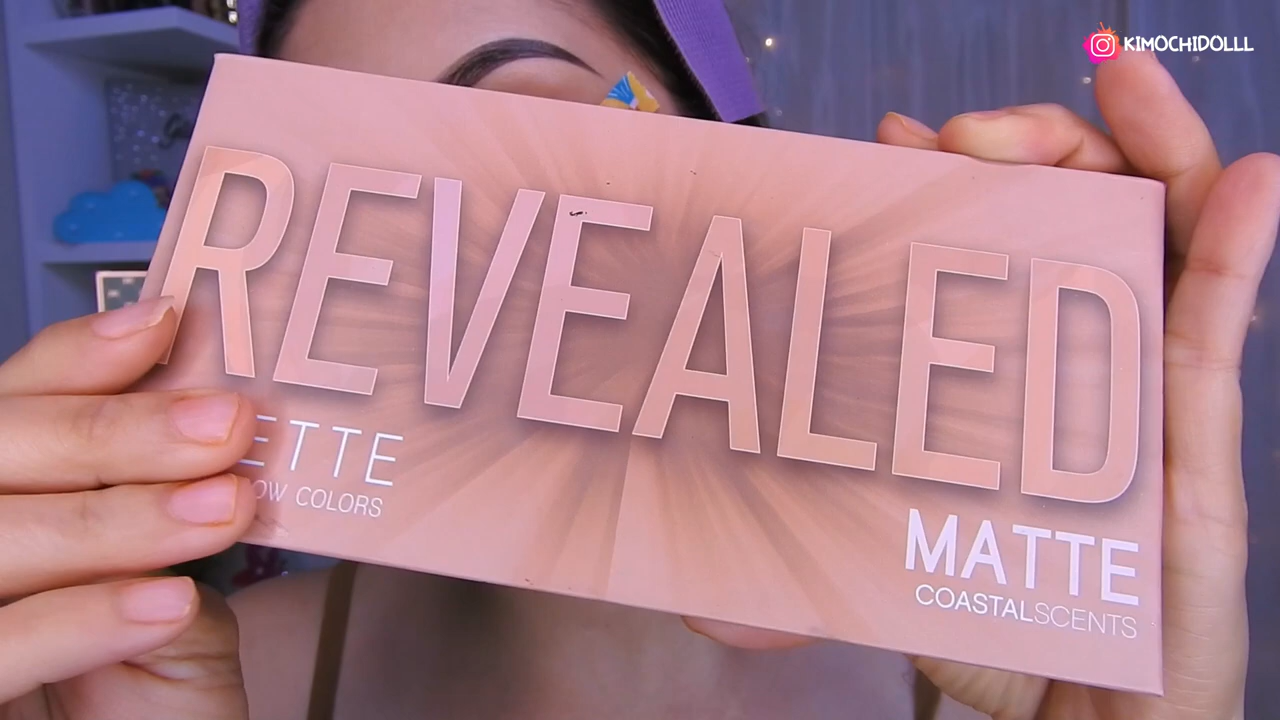 KIMOCHIDOLLL
REVEALED
ETTE
OW COLORS
MATTE
COASTALSCENTS